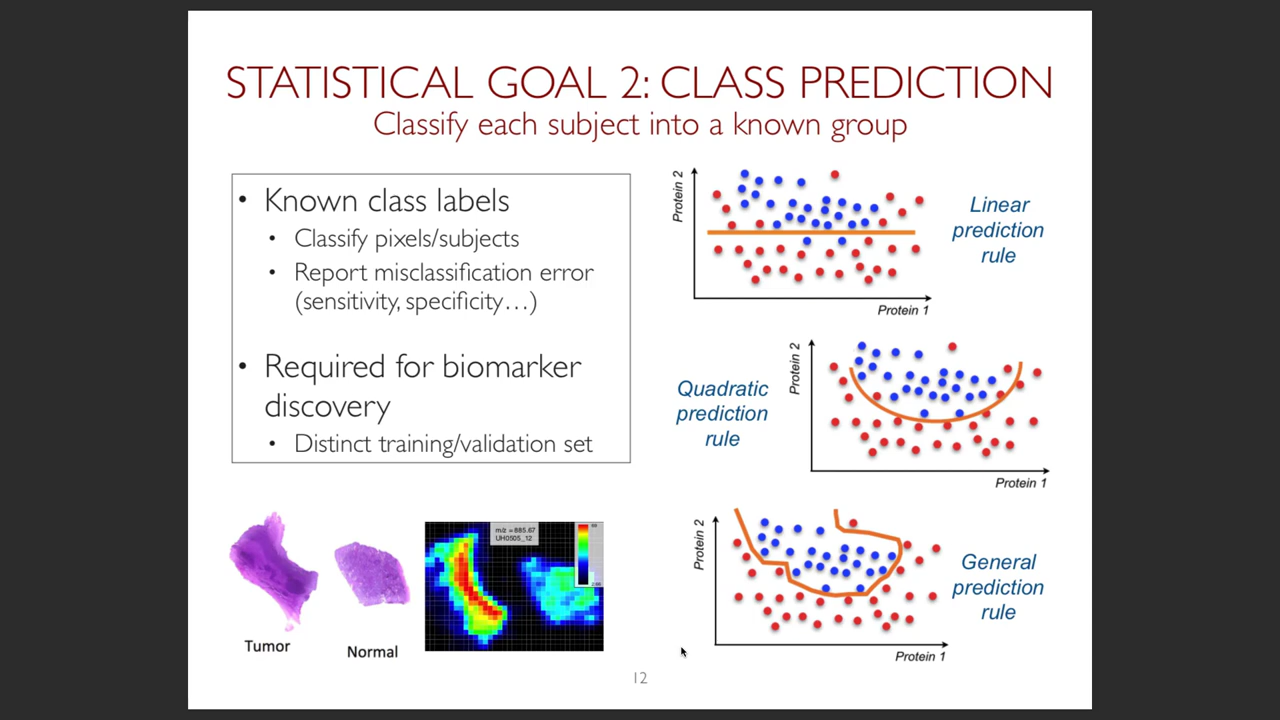 STATISTICAL GOAL 2: CLASS PREDICTION
Classify each subject into a known group
• Known class labels
• Classify pixels/subjects
• Report misclassification error
(sensitivity, specificity…)
• Required for biomarker
discovery
• Distinct training/validation set
Protein 2
Protein 1
Linear
prediction
rule
Quadratic
prediction
rule
Protein 2
Protein 1
Protein 2
Protein 1
General
prediction
rule
Tumor
Normal
m/z = 885.67
UH0505_12
12